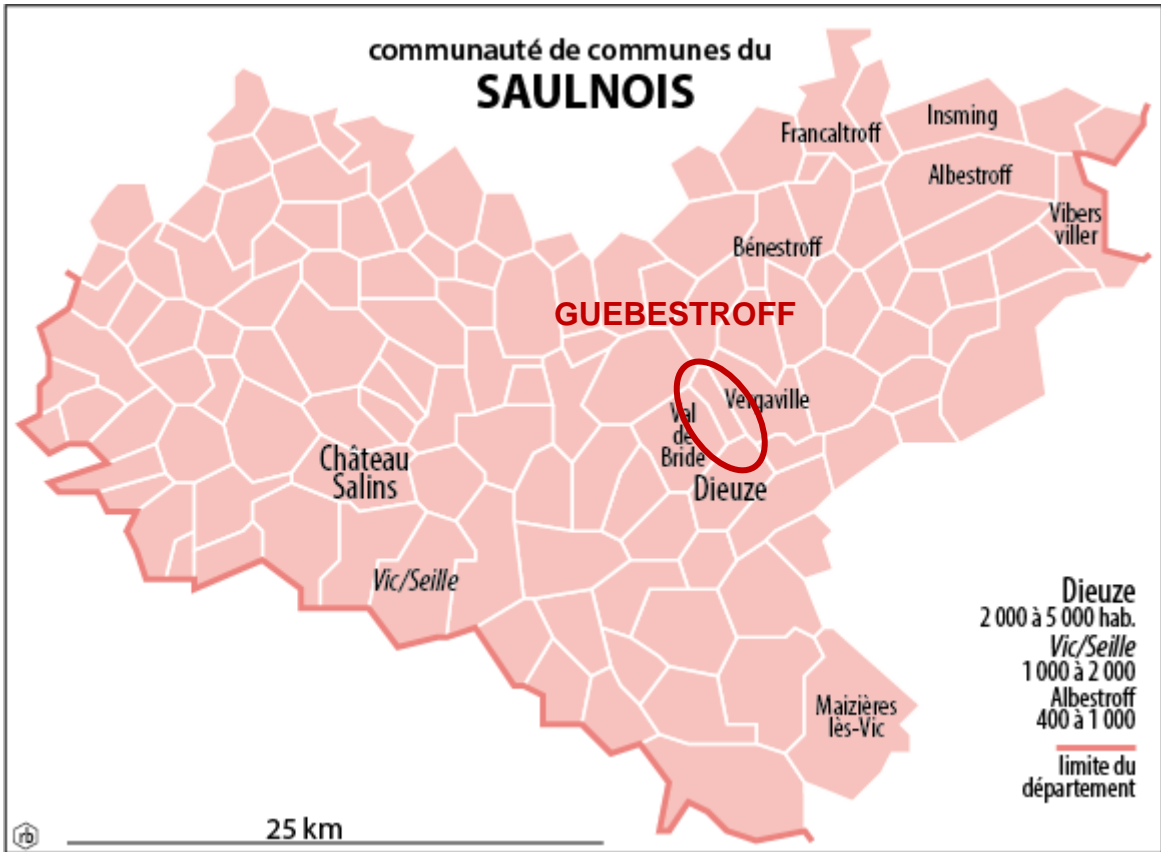 communauté de communes du
SAULNOIS
Insming
Francaltroff
Albestroff
Vibers
viller
Bénestroff
GUEBESTROFF
Vergaville
Val
de
Bride
Château
Salins
Dieuze
Vic/Seille
Maizières
lès-Vic
Dieuze
2 000 à 5 000 hab.
Vic/Seille
1 000 à 2 000
Albestroff
400 à 1 000
limite du
département
25 km
rb